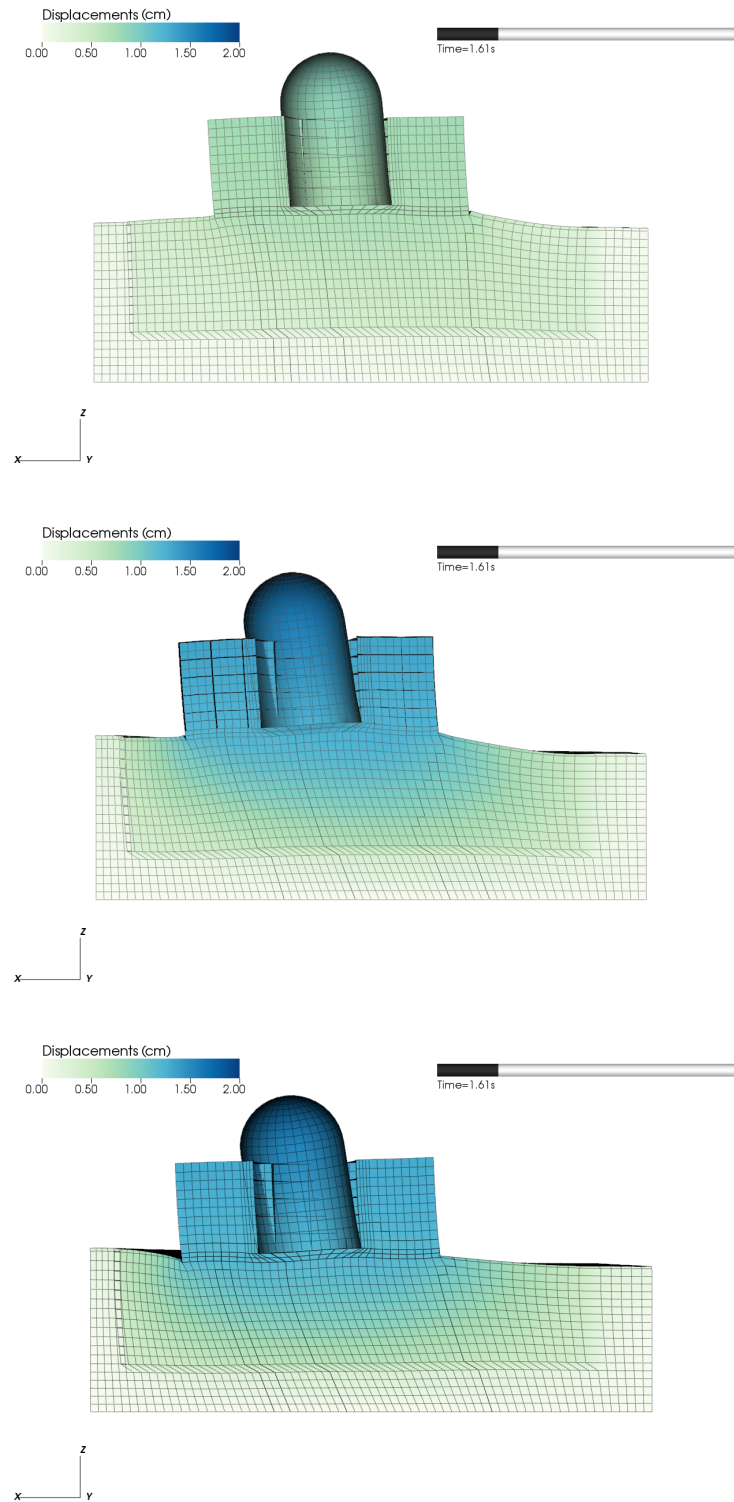 Displacements (cm)
0.00 0.50 1.00 1.50 2.00
Time=1.61s
Z
X Y
Displacements (cm)
0.00 0.50 1.00 1.50 2.00
Time=1.61s
Z
X Y
Displacements (cm)
0.00 0.50 1.00 1.50 2.00
Time=1.61s
Z
X Y